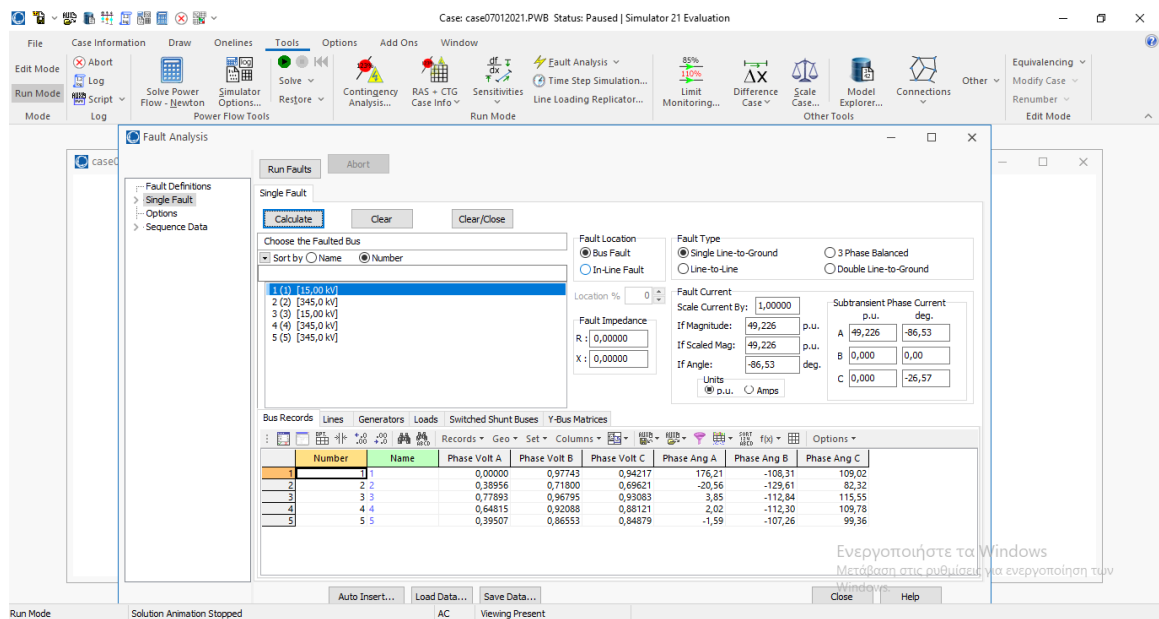 Case: case07012021.PWB Status: Paused | Simulator 21 Evaluation
File Case Information Draw Onelines Tools Options Add Ons Window
Edit Mode
Run Mode
Mode
Abort
Log
Script
Log
Solve Power
Flow - Newton
Simulator
Options...
Solve
Restore
Power Flow Tools
Contingency
Analysis...
RAS + CTG
Case Info
Sensitivities
Fault Analysis
Time Step Simulation...
Line Loading Replicator...
Run Mode
Limit
Monitoring...
Difference
Case
Scale
Case...
Model
Explorer...
Connections
Other
Other Tools
Equivalencing
Modify Case
Renumber
Edit Mode
Fault Analysis
Run Faults Abort
Fault Definitions
Single Fault
Options
Sequence Data
Single Fault
Calculate Clear Clear/Close
Choose the Faulted Bus
Sort by Name Number
1 (1) [15,00 kV]
2 (2) [345,0 kV]
3 (3) [15,00 kV]
4 (4) [345,0 kV]
5 (5) [345,0 kV]
Fault Location
Bus Fault
In-Line Fault
Location % 0
Fault Impedance
R : 0,00000
X : 0,00000
Fault Type
Single Line-to-Ground 3 Phase Balanced
Line-to-Line Double Line-to-Ground
Fault Current
Scale Current By: 1,00000
If Magnitude: 49,226 p.u.
If Scaled Mag: 49,226 p.u.
If Angle: -86,53 deg.
Units
p.u. Amps
Subtransient Phase Current
p.u. deg.
A 49,226 -86,53
B 0,000 0,00
C 0,000 -26,57
Bus Records Lines Generators Loads Switched Shunt Buses Y-Bus Matrices
Records Geo Set Columns f(x) Options
Number Name Phase Volt A Phase Volt B Phase Volt C Phase Ang A Phase Ang B Phase Ang C
1 1 1 0,00000 0,97743 0,94217 176,21 -108,31 109,02
2 2 2 0,38956 0,71800 0,69621 -20,56 -129,61 82,32
3 3 3 0,77893 0,96795 0,93083 3,85 -112,84 115,55
4 4 4 0,64815 0,92088 0,88121 2,02 -112,30 109,78
5 5 5 0,39507 0,86553 0,84879 -1,59 -107,26 99,36
Ενεργοποιήστε τα Windows
Μετάβαση στις ρυθμίσεις για ενεργοποίηση των
Windows.
Auto Insert... Load Data... Save Data... Close Help
Run Mode Solution Animation Stopped AC Viewing Present